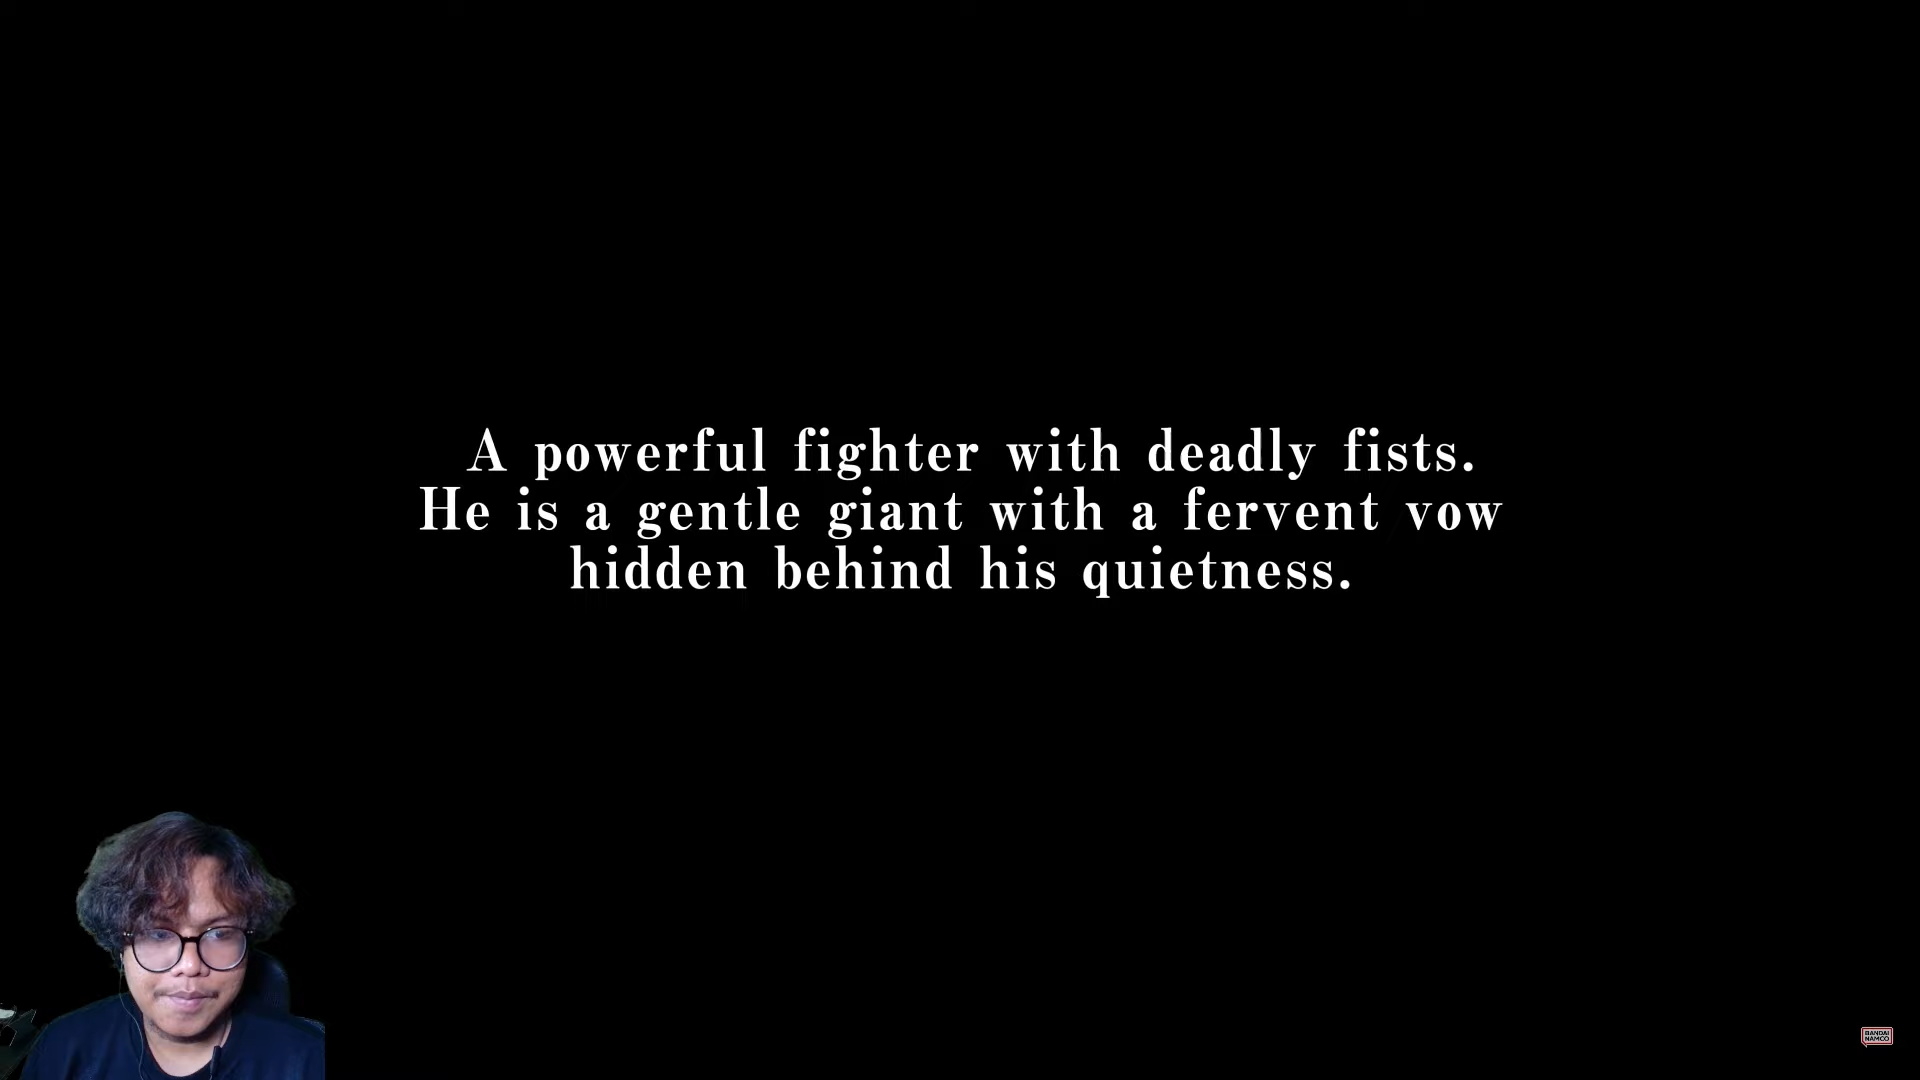 A powerful fighter with deadly fists.
He is a gentle giant with a fervent vow
hidden behind his quietness.
BANDAI
NAMCO